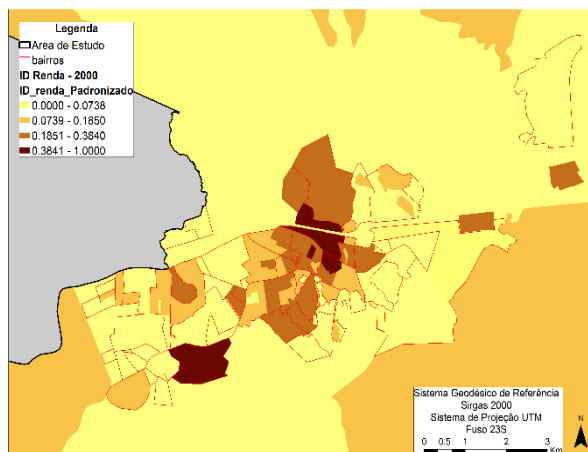 Legenda
Area de Estudo
bairros
ID Renda - 2000
ID_renda_Padronizado
0.0000 - 0.0738
0.0739 - 0.1850
0.1851 - 0.3840
0.3841 - 1.0000
Sistema Geodésico de Referência
Sirgas 2000
Sistema de Projeção UTM
Fuso 23S
N
0 0.5 1 2 3
Km